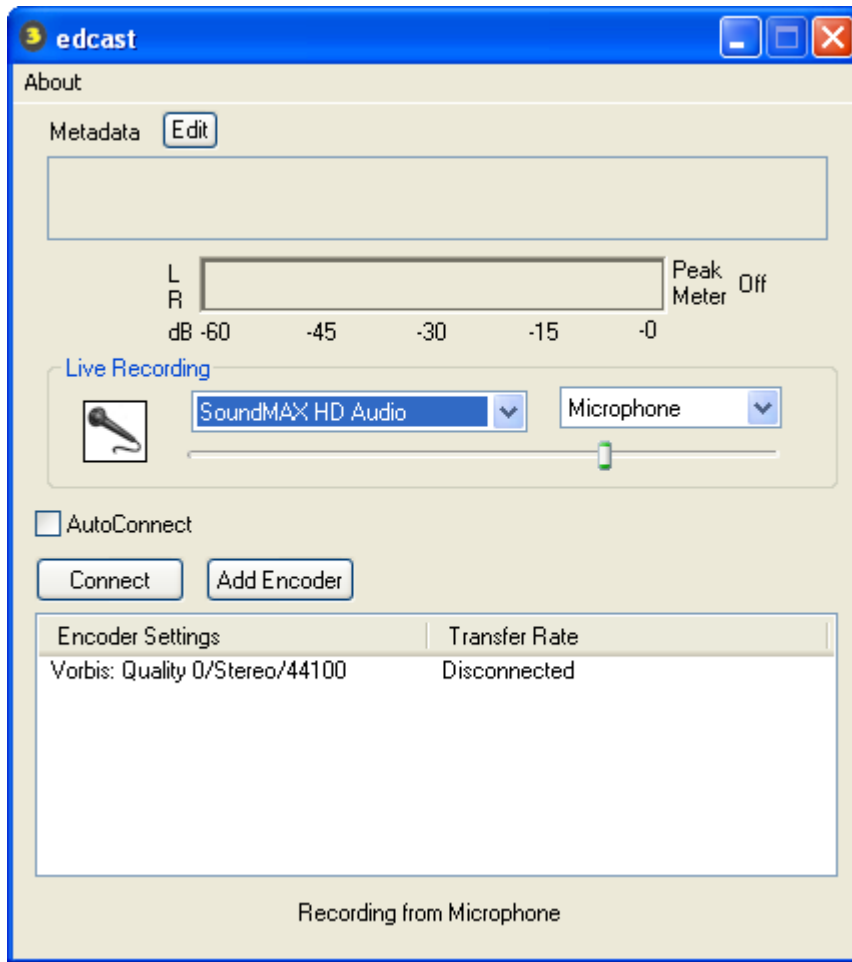 3 edcast
About
Metadata Edit
L
R
Peak
Meter Off
dB -60 -45 -30 -15 -0
Live Recording
SoundMAX HD Audio Microphone
AutoConnect
Connect Add Encoder
Encoder Settings Transfer Rate
Vorbis: Quality 0/Stereo/44100 Disconnected
Recording from Microphone